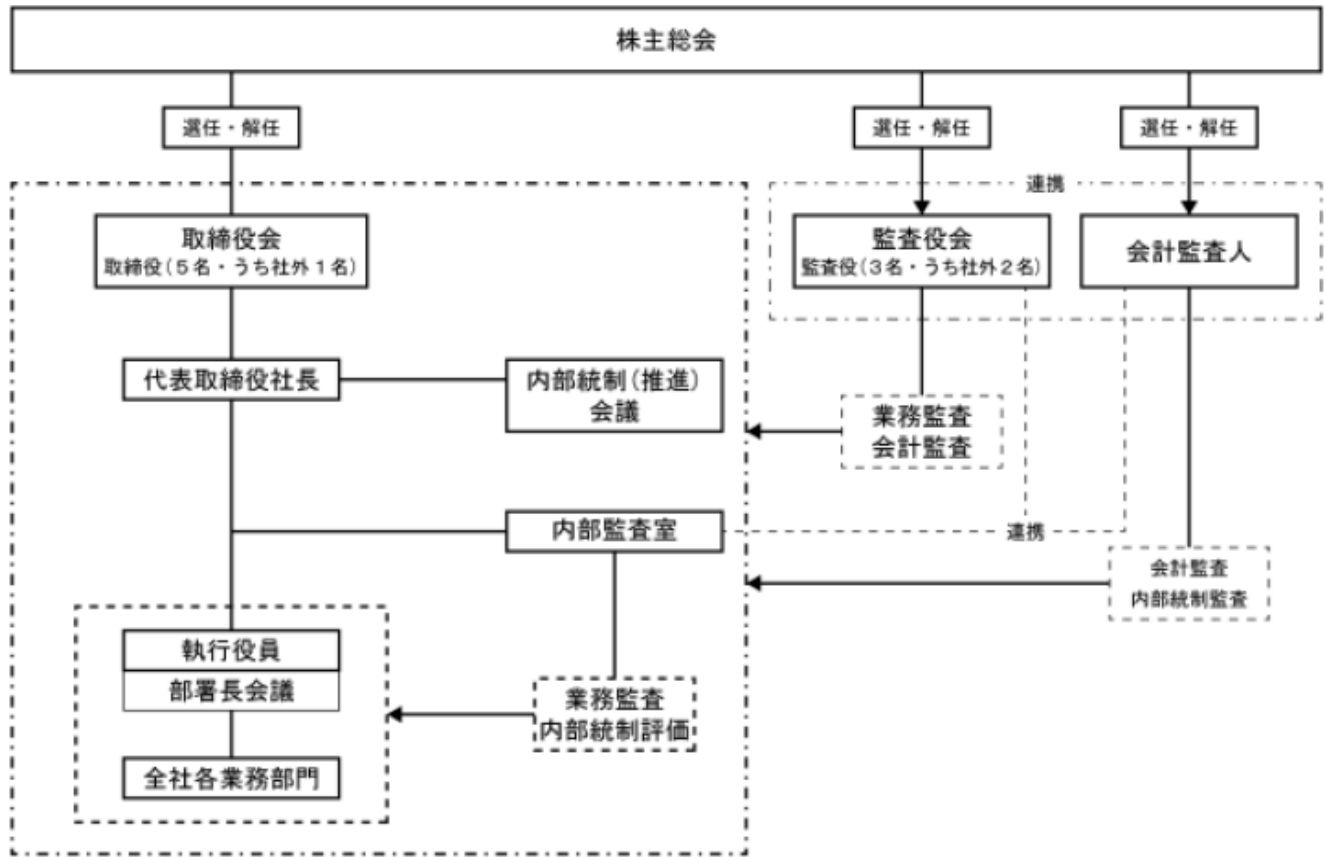 株主総会
選任・解任
選任・解任
選任・解任
連携
取締役会
取締役(5名・うち社外1名)
監査役会
監査役(3名・うち社外2名)
会計監査人
代表取締役社長
内部統制(推進)
会議
業務監査
会計監査
内部監査室
連携
会計監査
内部統制監査
執行役員
部署長会議
業務監査
内部統制評価
全社各業務部門